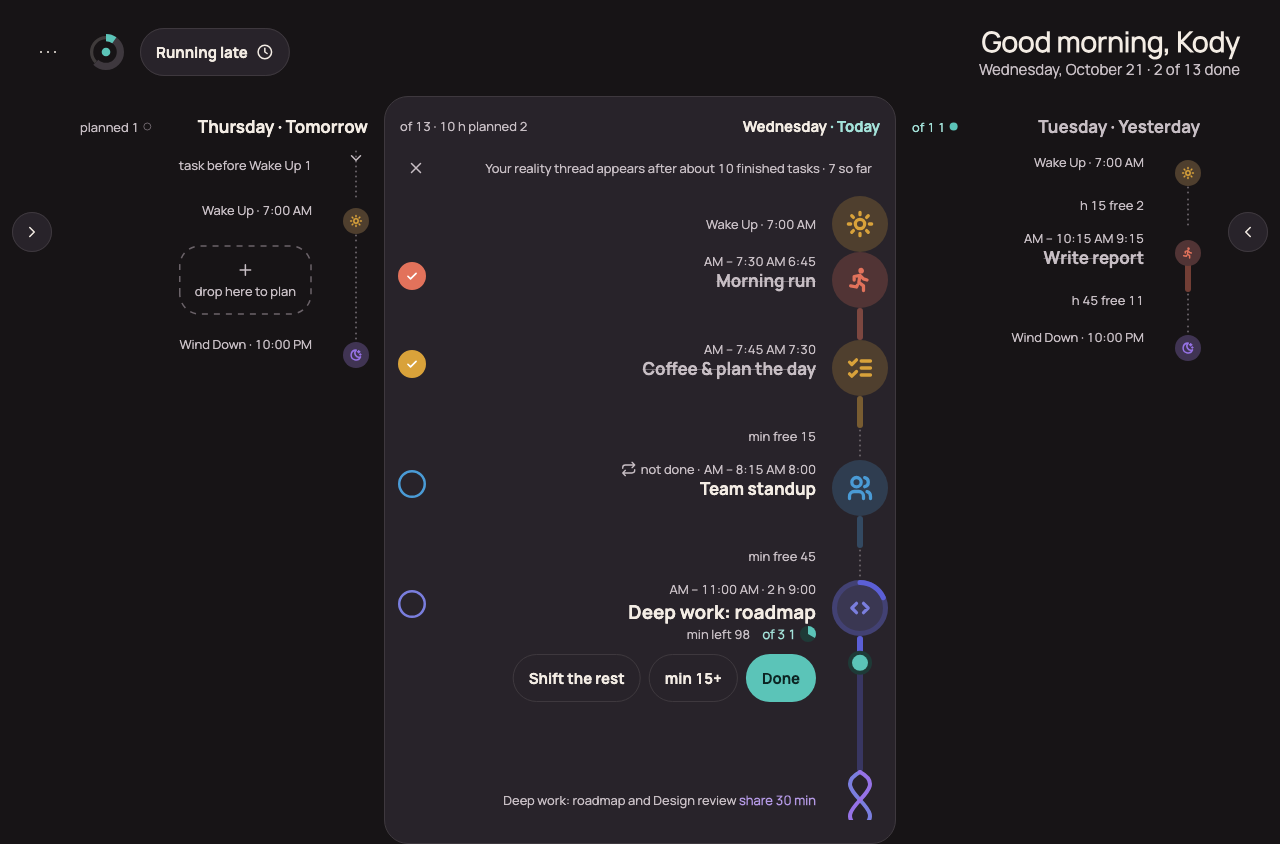 Running late
Good morning, Kody
Wednesday, October 21 · 2 of 13 done
planned 1
Thursday · Tomorrow
task before Wake Up 1
Wake Up · 7:00 AM
drop here to plan
Wind Down · 10:00 PM
of 13 · 10 h planned 2
Wednesday · Today
Your reality thread appears after about 10 finished tasks · 7 so far
Wake Up · 7:00 AM
AM – 7:30 AM 6:45
Morning run
AM – 7:45 AM 7:30
Coffee & plan the day
min free 15
not done · AM – 8:15 AM 8:00
Team standup
min free 45
AM – 11:00 AM · 2 h 9:00
Deep work: roadmap
min left 98 of 3 1
Shift the rest
min 15+
Done
Deep work: roadmap and Design review share 30 min
of 1 1
Tuesday · Yesterday
Wake Up · 7:00 AM
h 15 free 2
AM – 10:15 AM 9:15
Write report
h 45 free 11
Wind Down · 10:00 PM